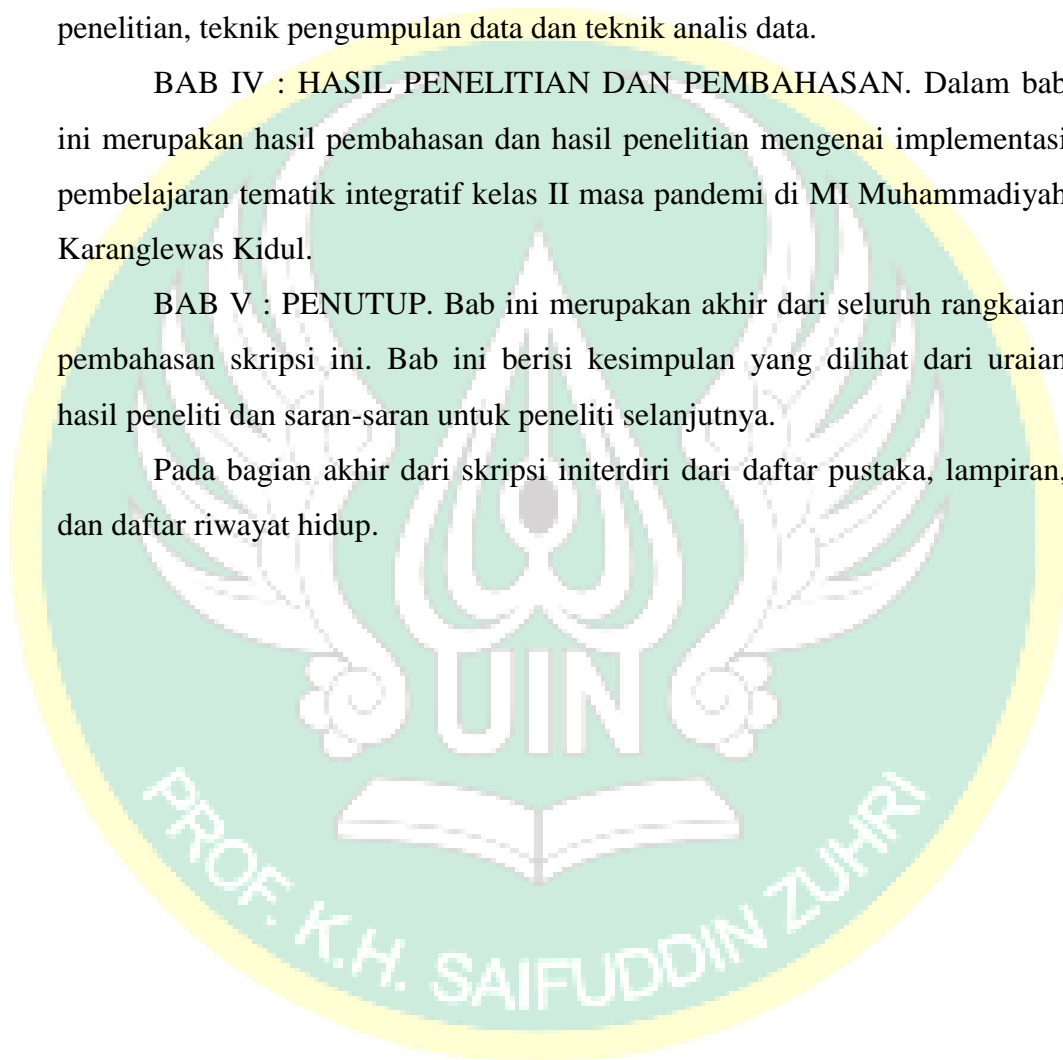 penelitian, teknik pengumpulan data dan teknik analis data.
BAB IV : HASIL PENELITIAN DAN PEMBAHASAN. Dalam bab
ini merupakan hasil pembahasan dan hasil penelitian mengenai implementasi
pembelajaran tematik integratif kelas II masa pandemi di MI Muhammadiyah
Karanglewas Kidul.
BAB V : PENUTUP. Bab ini merupakan akhir dari seluruh rangkaian
pembahasan skripsi ini. Bab ini berisi kesimpulan yang dilihat dari uraian
hasil peneliti dan saran-saran untuk peneliti selanjutnya.
Pada bagian akhir dari skripsi initerdiri dari daftar pustaka, lampiran,
dan daftar riwayat hidup.
UIN
PROF. K.H. SAIFUDDIN ZUHRI